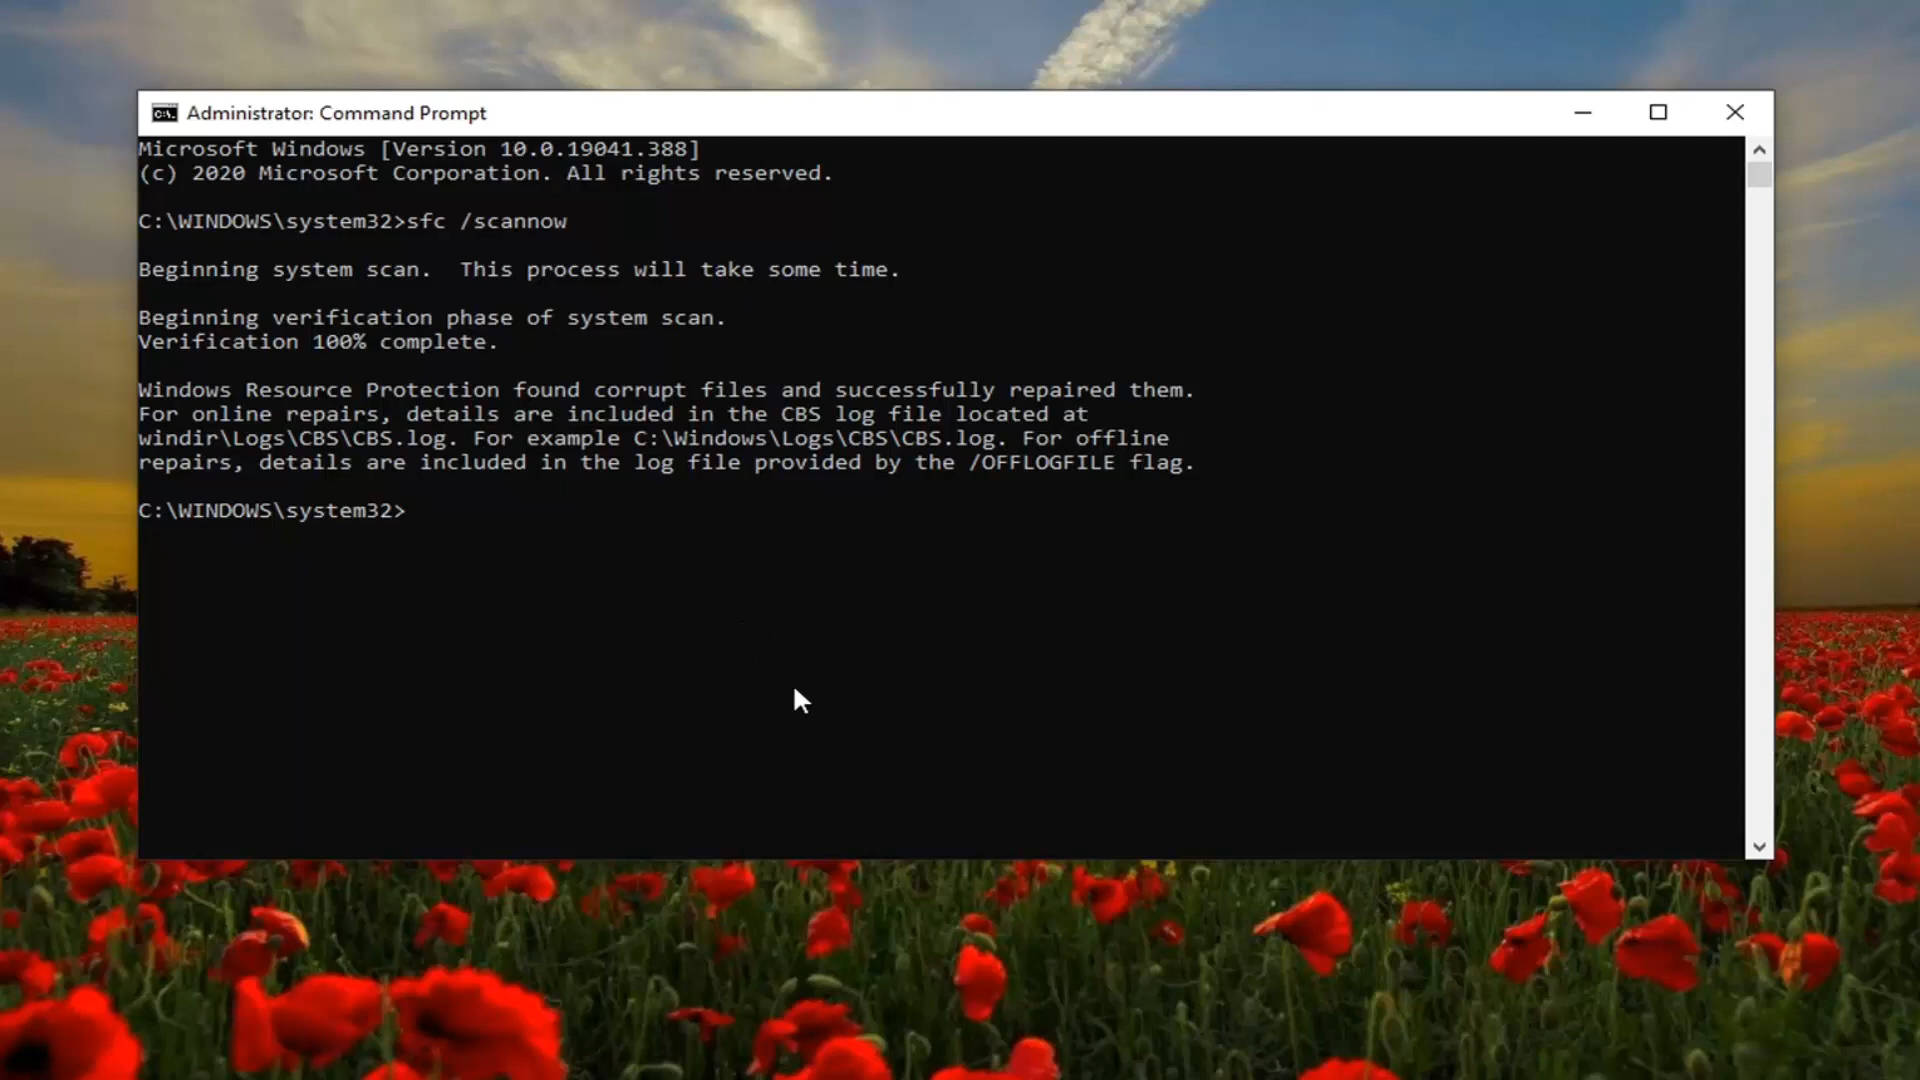 Administrator: Command Prompt
Microsoft Windows [Version 10.0.19041.388]
(c) 2020 Microsoft Corporation. All rights reserved.
C:\WINDOWS\system32>sfc /scannow
Beginning system scan.  This process will take some time.
Beginning verification phase of system scan.
Verification 100% complete.
Windows Resource Protection found corrupt files and successfully repaired them.
For online repairs, details are included in the CBS log file located at
windir\Logs\CBS\CBS.log. For example C:\Windows\Logs\CBS\CBS.log. For offline
repairs, details are included in the log file provided by the /OFFLOGFILE flag.
C:\WINDOWS\system32>